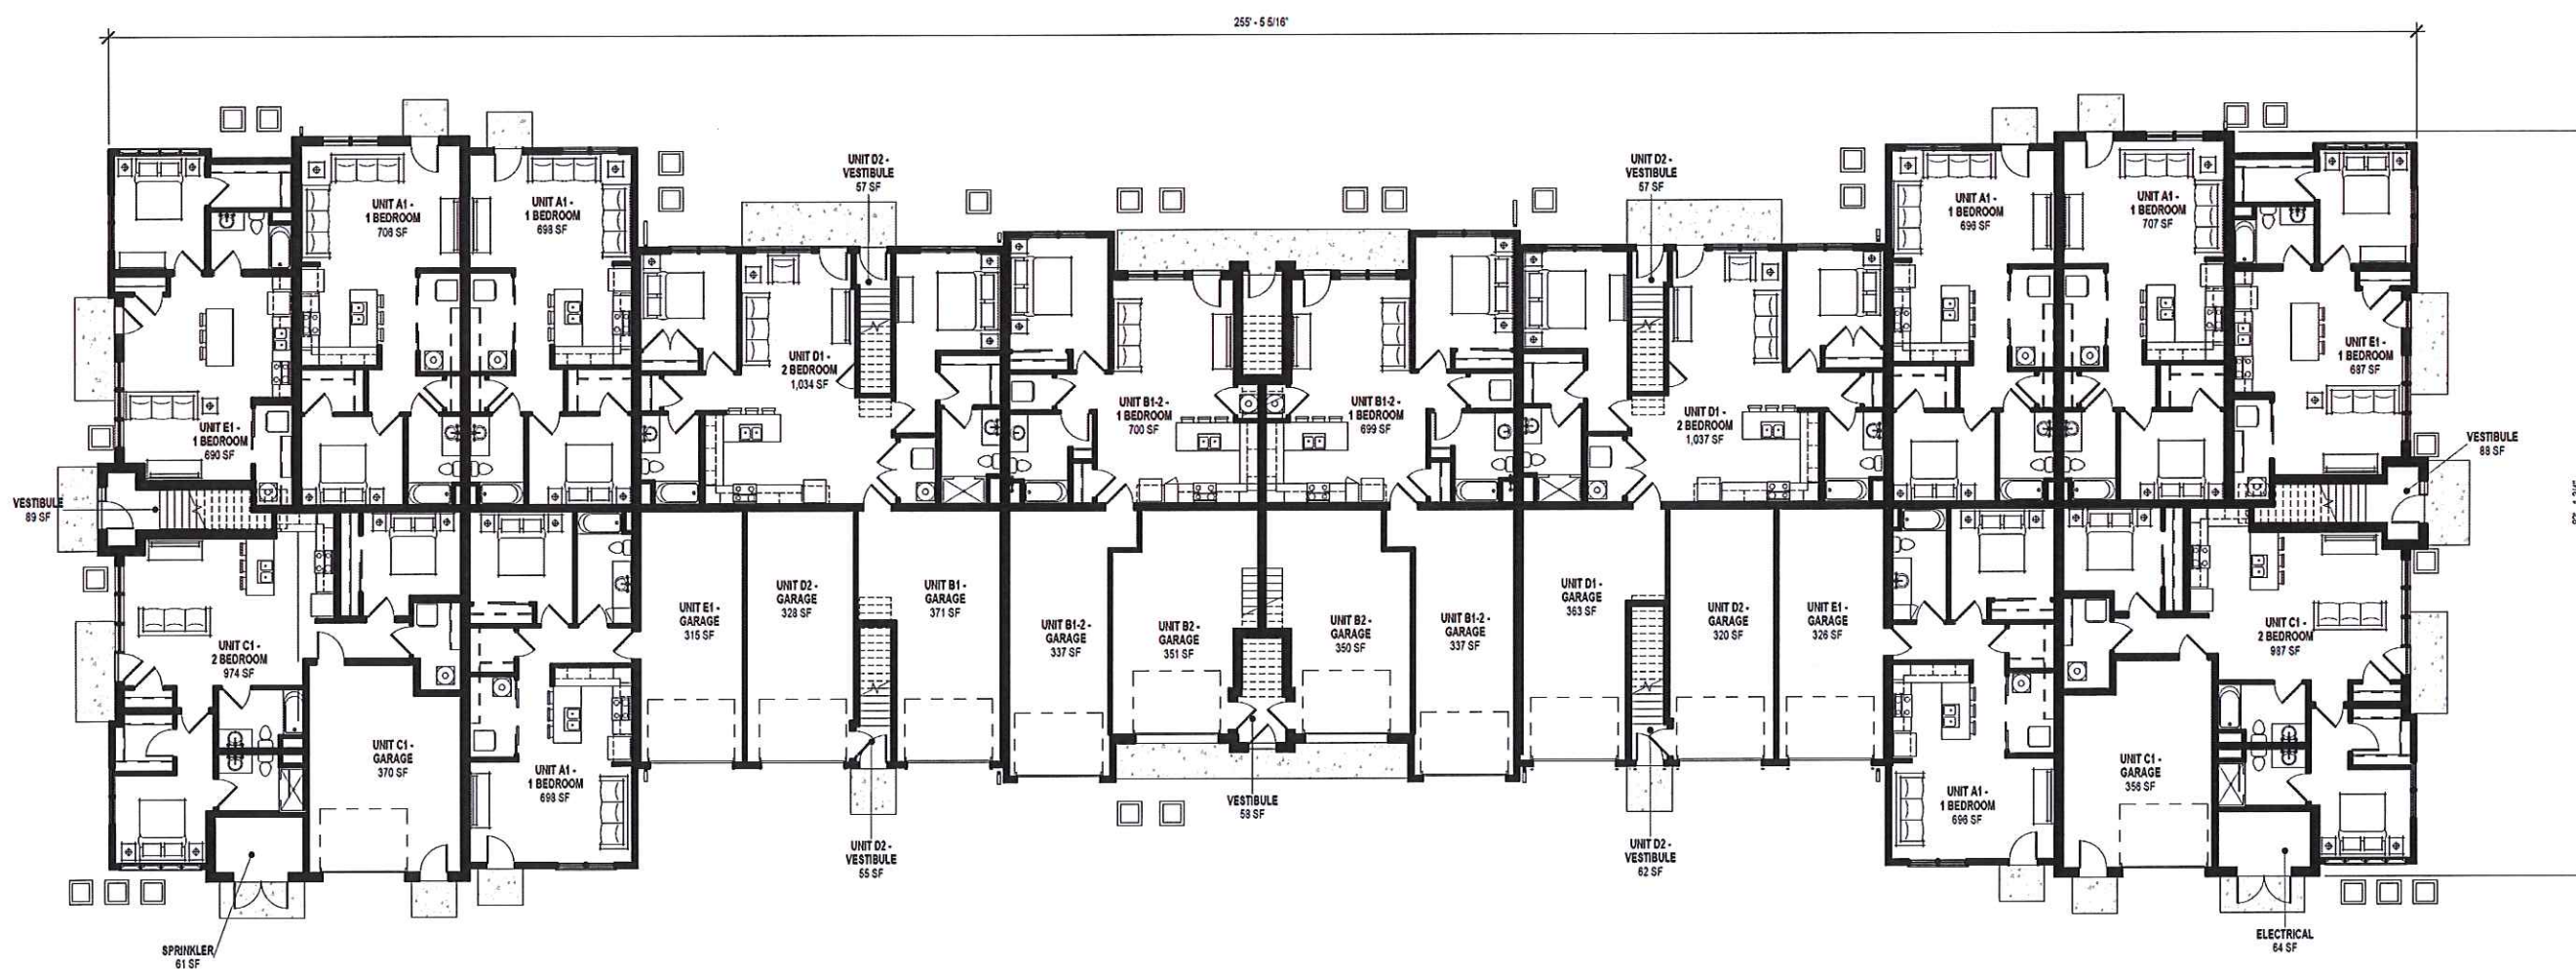 255' - 5 5/16"
UNIT D2 -
VESTIBULE
57 SF
UNIT D2 -
VESTIBULE
57 SF
UNIT A1 -
1 BEDROOM
706 SF
UNIT A1 -
1 BEDROOM
698 SF
UNIT A1 -
1 BEDROOM
696 SF
UNIT A1 -
1 BEDROOM
707 SF
UNIT D1 -
2 BEDROOM
1,034 SF
UNIT B1-2 -
1 BEDROOM
700 SF
UNIT B1-2 -
1 BEDROOM
699 SF
UNIT D1 -
2 BEDROOM
1,037 SF
UNIT E1 -
1 BEDROOM
687 SF
UNIT E1 -
1 BEDROOM
690 SF
VESTIBULE
88 SF
VESTIBULE
89 SF
UNIT C1 -
2 BEDROOM
974 SF
UNIT E1 -
GARAGE
315 SF
UNIT D2 -
GARAGE
328 SF
UNIT B1 -
GARAGE
371 SF
UNIT B1-2 -
GARAGE
337 SF
UNIT B2 -
GARAGE
351 SF
UNIT B2 -
GARAGE
350 SF
UNIT B1-2 -
GARAGE
337 SF
UNIT D1 -
GARAGE
363 SF
UNIT D2 -
GARAGE
320 SF
UNIT E1 -
GARAGE
326 SF
UNIT C1 -
2 BEDROOM
987 SF
UNIT C1 -
GARAGE
370 SF
UNIT A1 -
1 BEDROOM
698 SF
UNIT A1 -
1 BEDROOM
696 SF
UNIT C1 -
GARAGE
356 SF
VESTIBULE
58 SF
UNIT D2 -
VESTIBULE
55 SF
UNIT D2 -
VESTIBULE
62 SF
SPRINKLER
61 SF
ELECTRICAL
64 SF